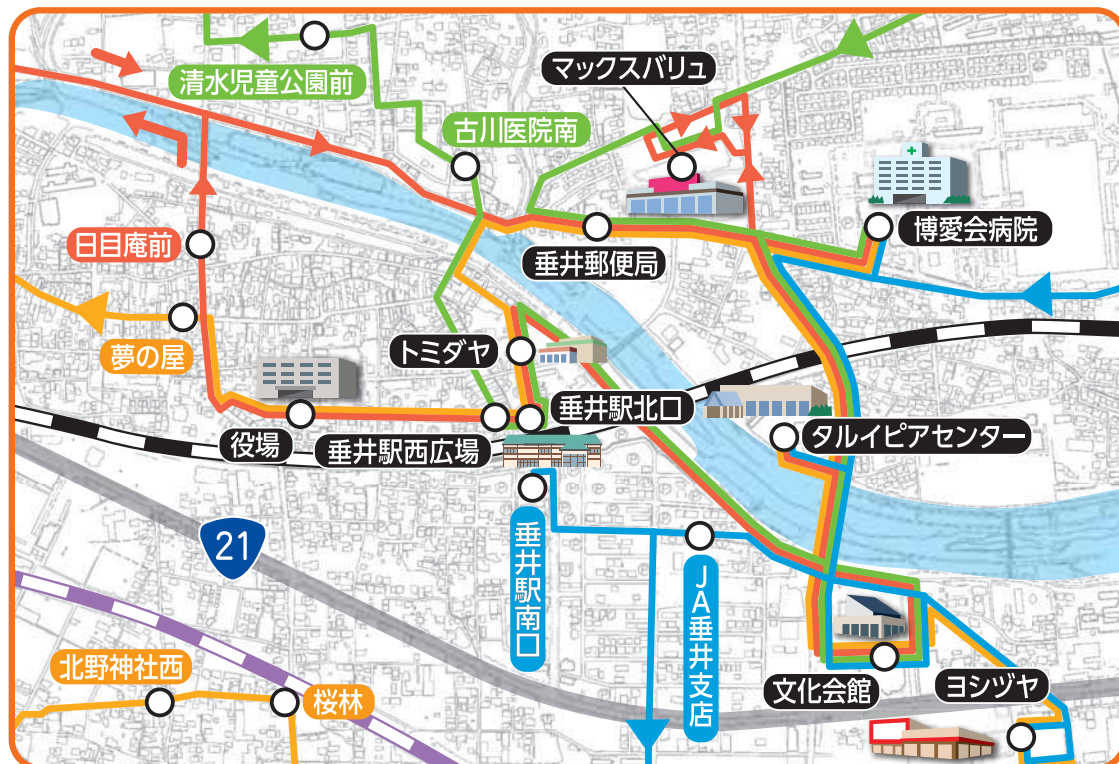 マックスバリュ
清水児童公園前
古川医院南
博愛会病院
日目庵前
垂井郵便局
夢の屋
トミダヤ
垂井駅北口
役場
垂井駅西広場
タルイピアセンター
21
垂井駅南口
JA垂井支店
北野神社西
桜林
文化会館
ヨシヅヤ